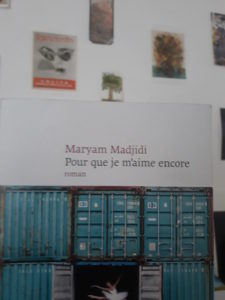 Maryam Madjidi
Pour que je m'aime encore
roman